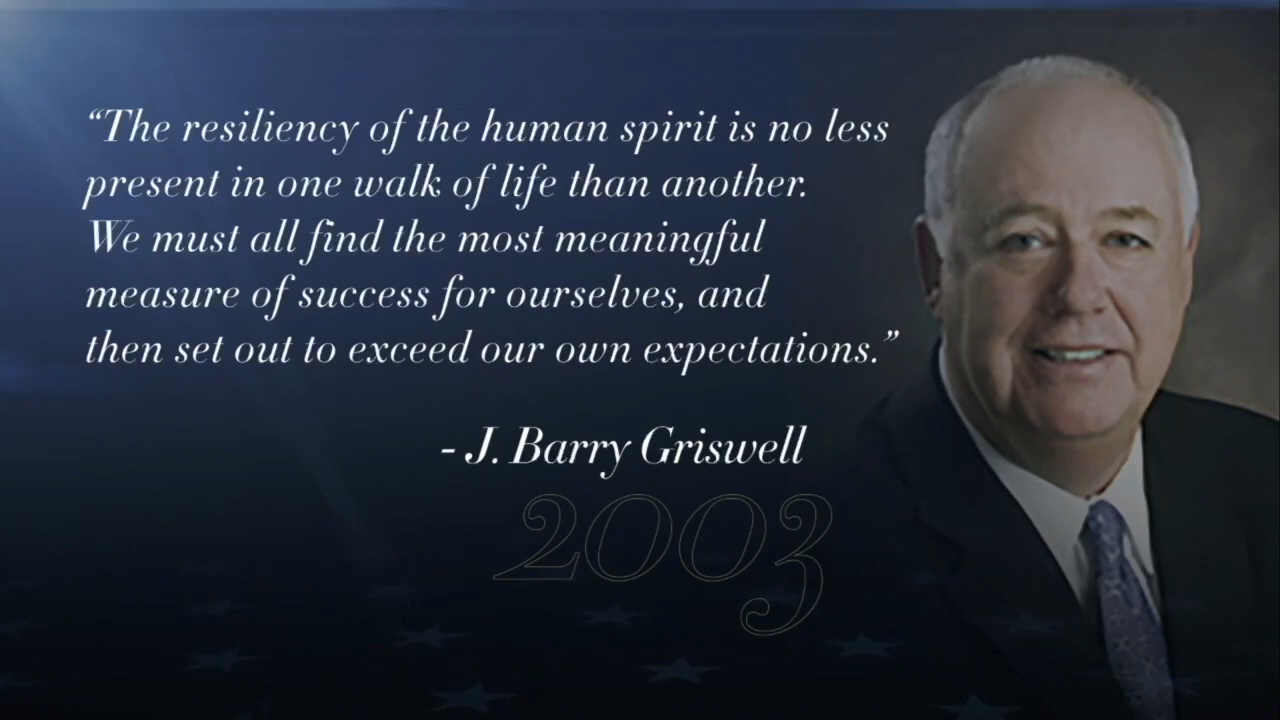 “The resiliency of the human spirit is no less
present in one walk of life than another.
We must all find the most meaningful
measure of success for ourselves, and
then set out to exceed our own expectations.”
- J. Barry Griswell
2003